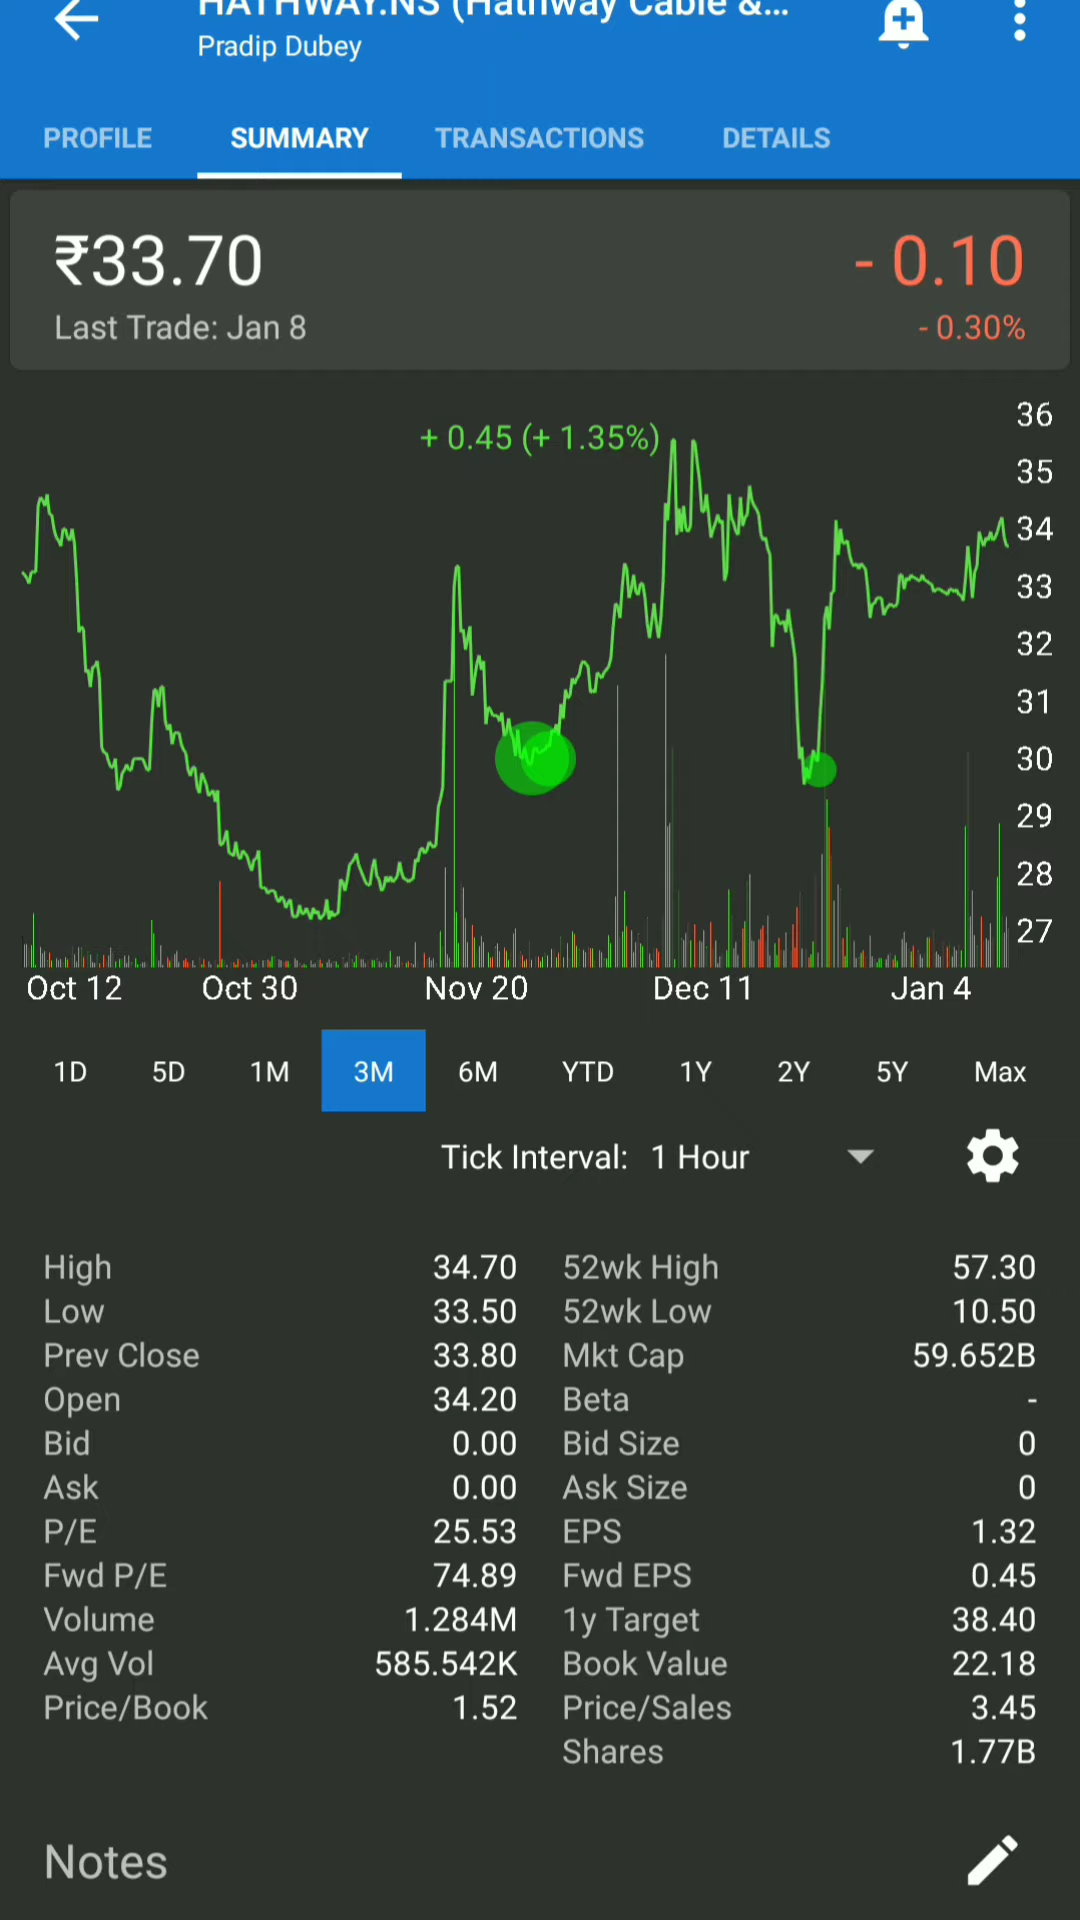 HATHWAY.NS (Hathway Cable &...
Pradip Dubey
PROFILE SUMMARY TRANSACTIONS DETAILS
₹33.70 - 0.10
Last Trade: Jan 8 - 0.30%
+ 0.45 (+ 1.35%)
36
35
34
33
32
31
30
29
28
27
Oct 12 Oct 30 Nov 20 Dec 11 Jan 4
1D 5D 1M 3M 6M YTD 1Y 2Y 5Y Max
Tick Interval: 1 Hour
High 34.70 52wk High 57.30
Low 33.50 52wk Low 10.50
Prev Close 33.80 Mkt Cap 59.652B
Open 34.20 Beta -
Bid 0.00 Bid Size 0
Ask 0.00 Ask Size 0
P/E 25.53 EPS 1.32
Fwd P/E 74.89 Fwd EPS 0.45
Volume 1.284M 1y Target 38.40
Avg Vol 585.542K Book Value 22.18
Price/Book 1.52 Price/Sales 3.45
Shares 1.77B
Notes